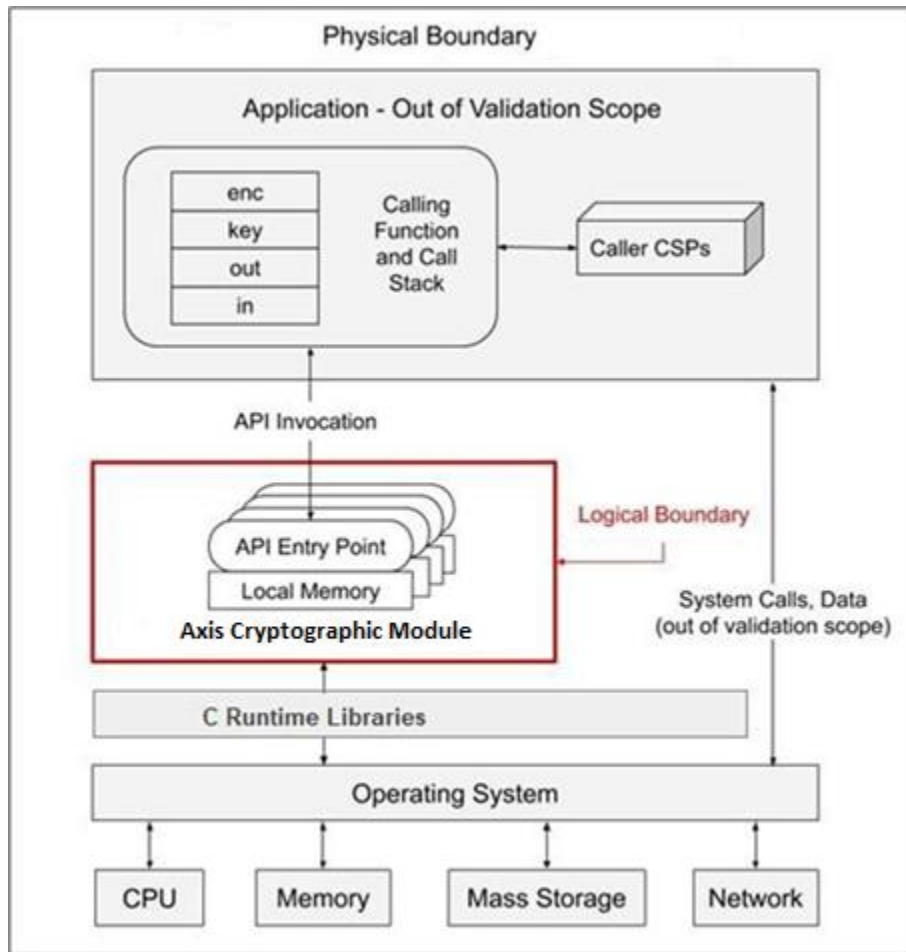 Physical Boundary
Application - Out of Validation Scope
enc
key
out
in
Calling
Function
and Call
Stack
Caller CSPs
API Invocation
API Entry Point
Local Memory
Axis Cryptographic Module
Logical Boundary
System Calls, Data
(out of validation scope)
C Runtime Libraries
Operating System
CPU
Memory
Mass Storage
Network